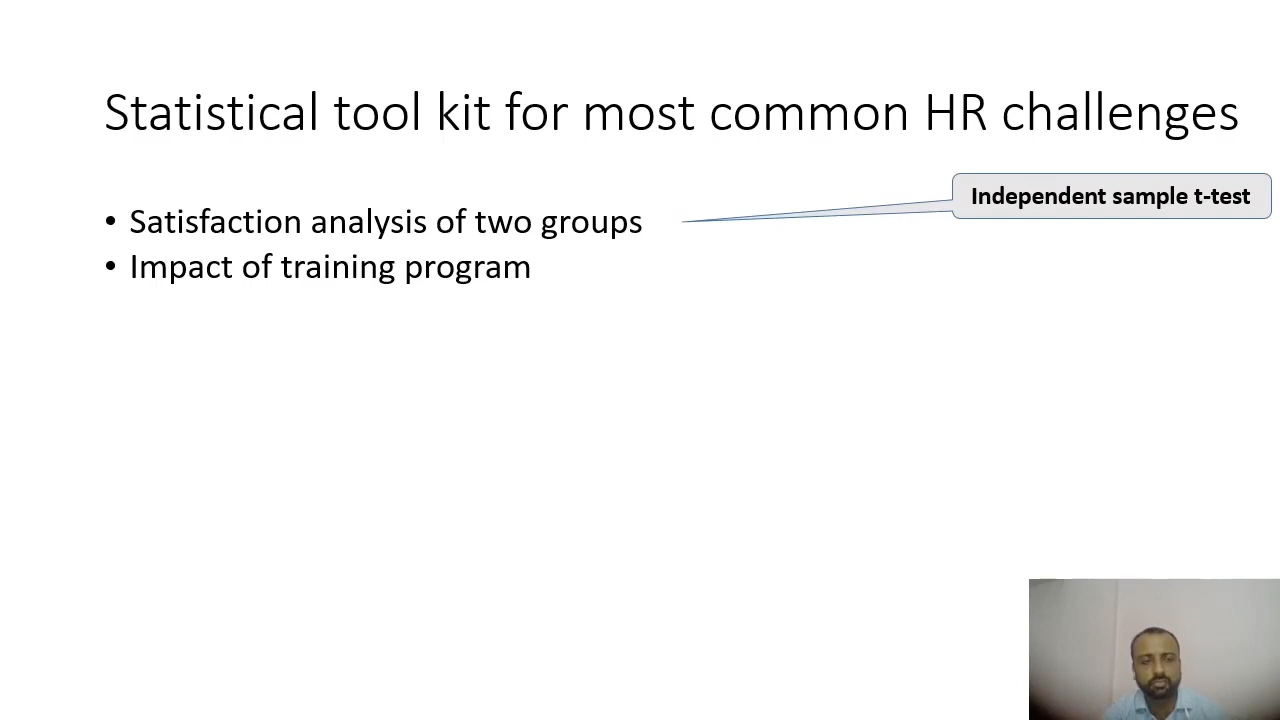 Statistical tool kit for most common HR challenges
Independent sample t-test
• Satisfaction analysis of two groups
• Impact of training program